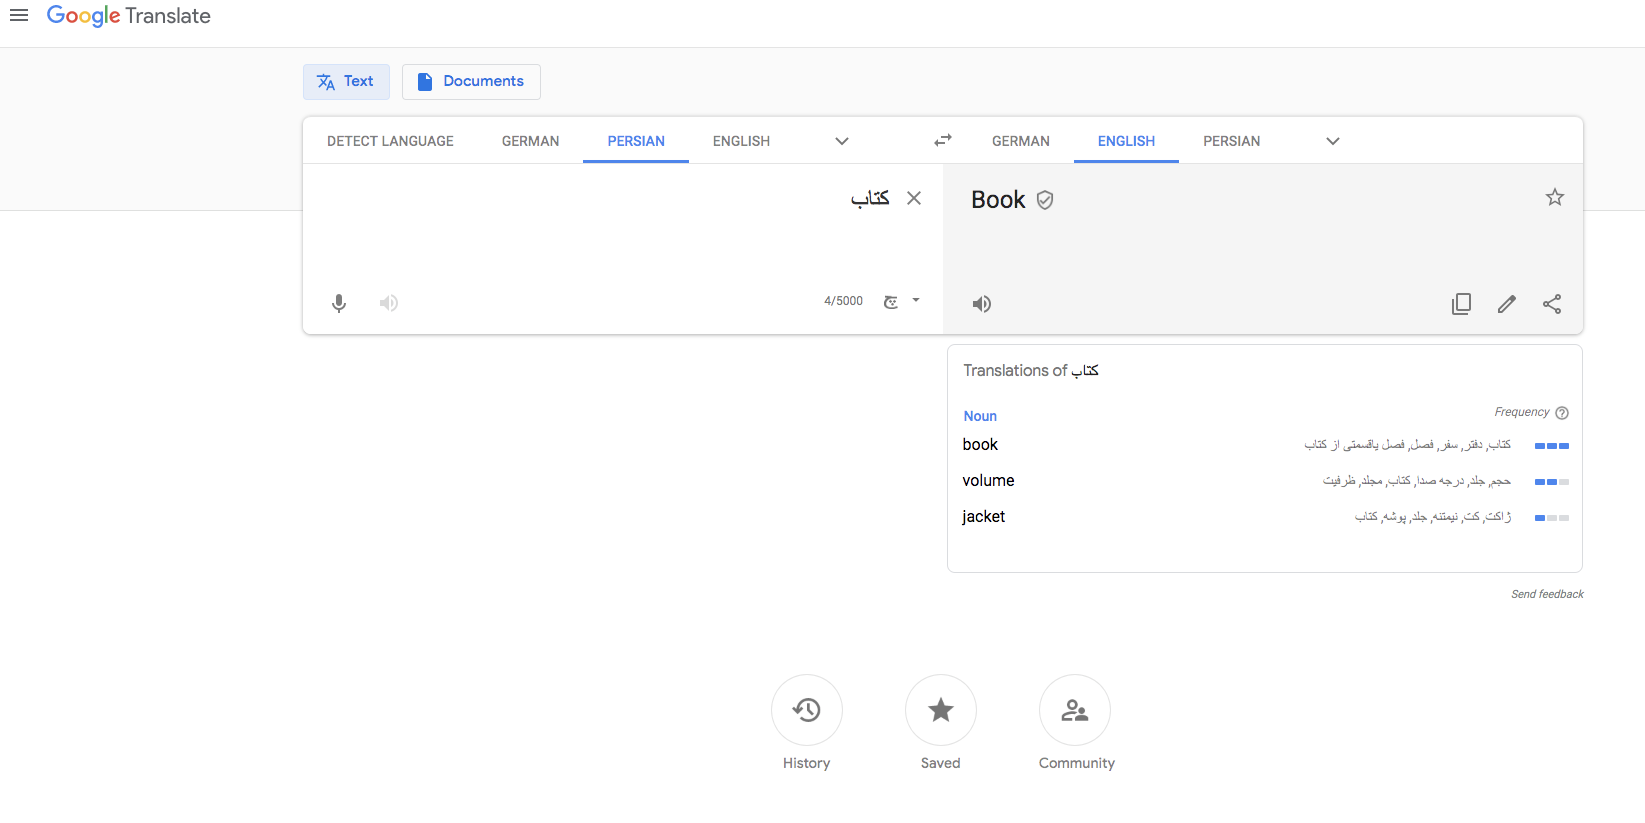 Google Translate
Text Documents
DETECT LANGUAGE GERMAN PERSIAN ENGLISH GERMAN ENGLISH PERSIAN
کتاب Book
4/5000
Translations of کتاب
Noun Frequency
book کتاب, دفتر, سفر, فصل, فصل یاقسمتی از کتاب
volume حجم, جلد, درجه صدا, کتاب, مجلد, ظرفیت
jacket ژاکت, کت, نیمتنه, جلد, پوشه, کتاب
Send feedback
History Saved Community